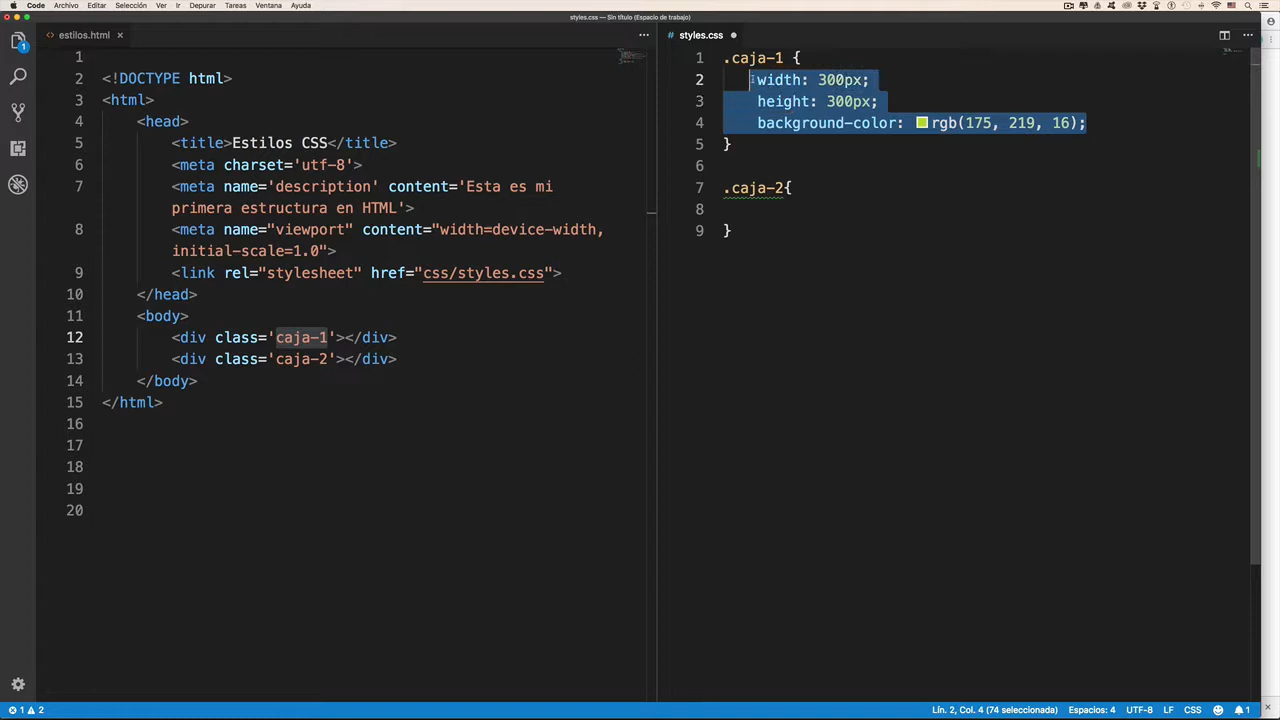 Code Archivo Editar Selección Ver Ir Depurar Tareas Ventana Ayuda
styles.css — Sin título (Espacio de trabajo)
estilos.html
1
2 <!DOCTYPE html>
3 <html>
4 <head>
5 <title>Estilos CSS</title>
6 <meta charset='utf-8'>
7 <meta name='description' content='Esta es mi
primera estructura en HTML'>
8 <meta name="viewport" content="width=device-width,
initial-scale=1.0">
9 <link rel="stylesheet" href="css/styles.css">
10 </head>
11 <body>
12 <div class='caja-1'></div>
13 <div class='caja-2'></div>
14 </body>
15 </html>
16
17
18
19
20
# styles.css
1 .caja-1 {
2 width: 300px;
3 height: 300px;
4 background-color: rgb(175, 219, 16);
5 }
6
7 .caja-2{
8
9 }
1
1 2
Lín. 2, Col. 4 (74 seleccionada) Espacios: 4 UTF-8 LF CSS 1